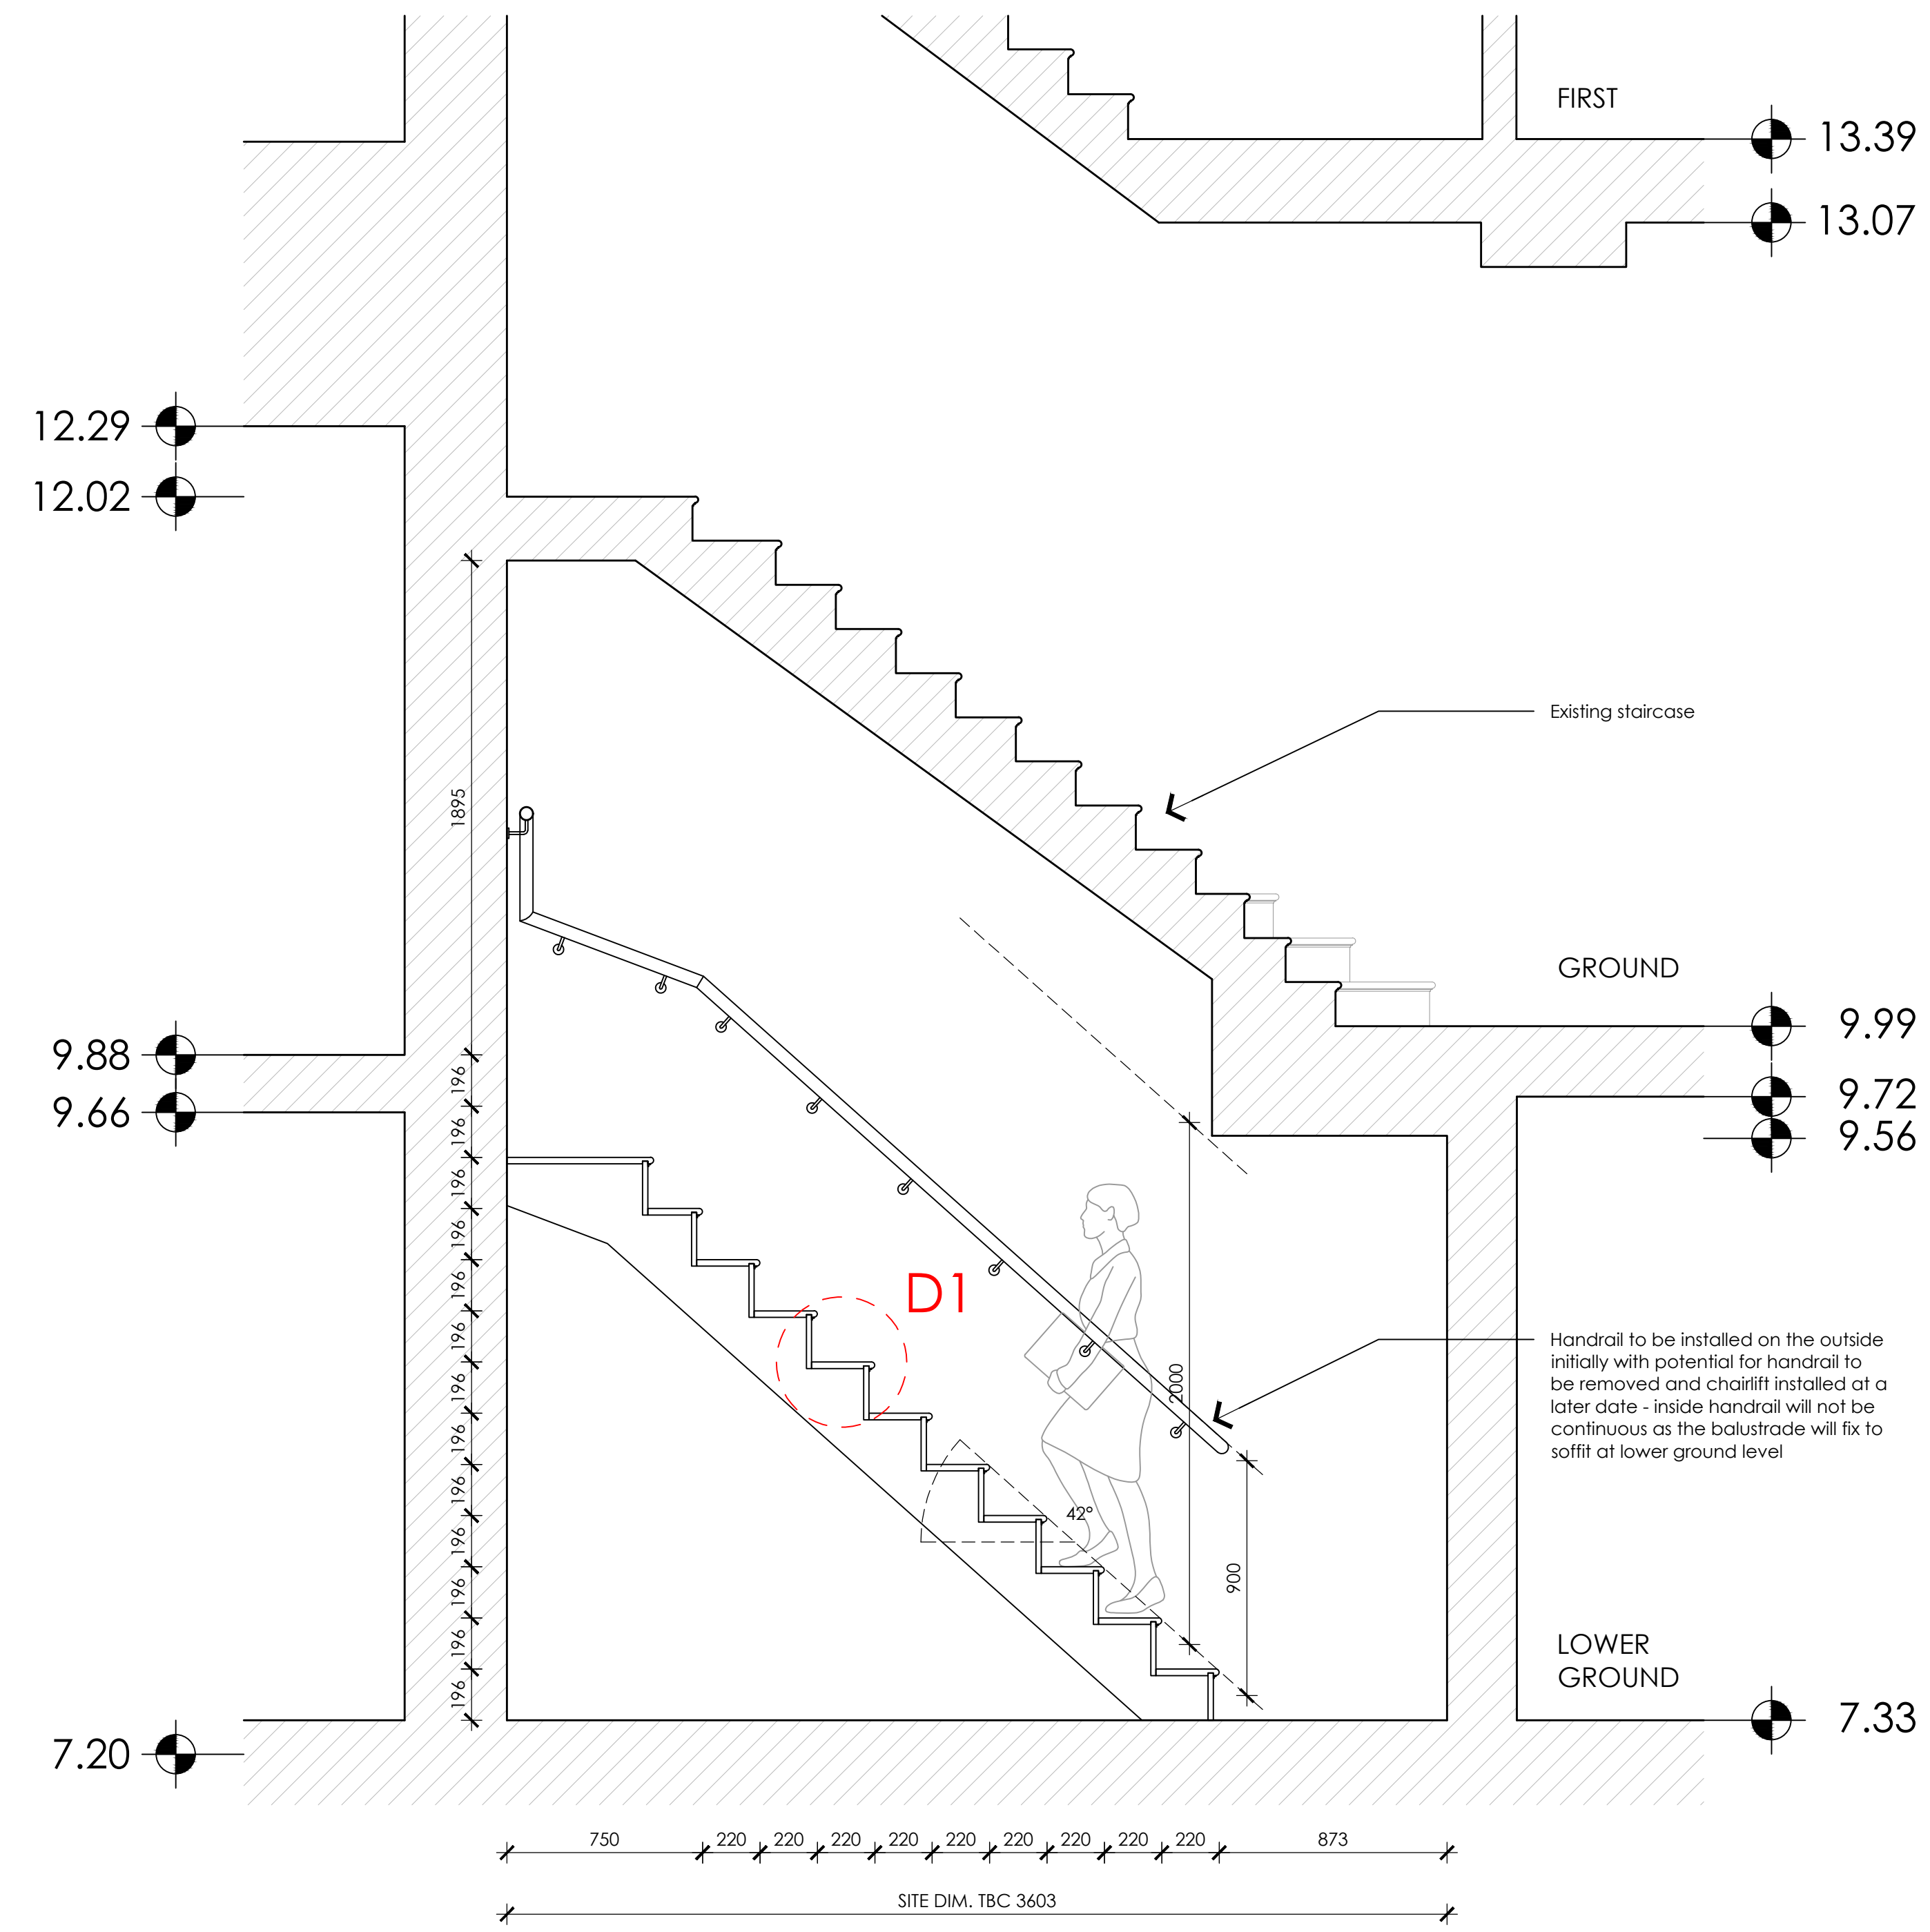 FIRST
13.39
13.07
12.29
12.02
Existing staircase
1895
GROUND
9.99
9.88
9.72
9.66
9.56
196
196
196
196
196
196
196
196
196
196
196
196
196
D1
2000
Handrail to be installed on the outside
initially with potential for handrail to
be removed and chairlift installed at a
later date - inside handrail will not be
continuous as the balustrade will fix to
soffit at lower ground level
42°
900
LOWER
GROUND
7.33
7.20
750 220 220 220 220 220 220 220 220 220 873
SITE DIM. TBC 3603